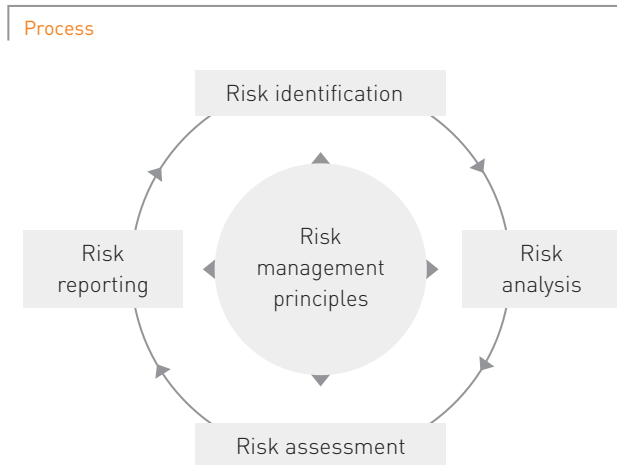 Process
Risk identification
Risk
analysis
Risk
management
principles
Risk
reporting
Risk assessment